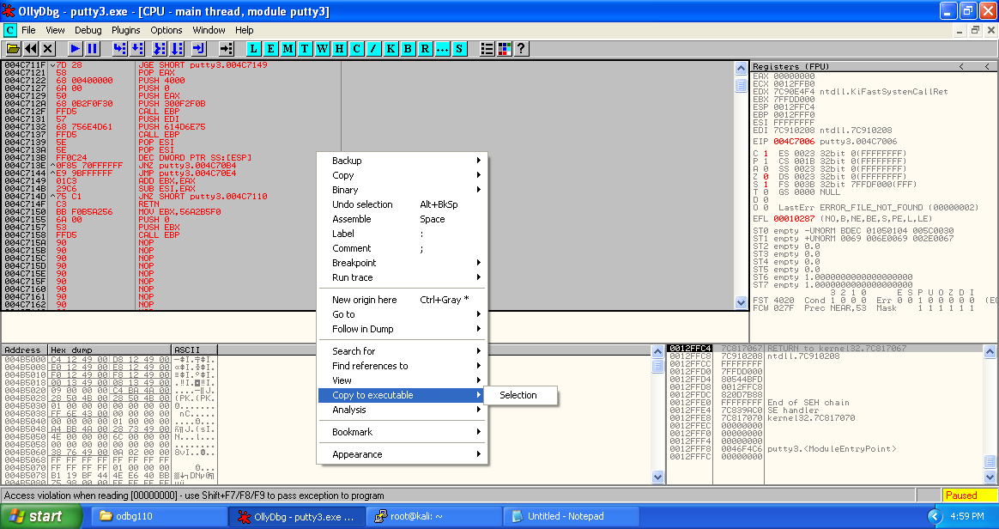 OllyDbg - putty3.exe - [CPU - main thread, module putty3]
C File View Debug Plugins Options Window Help
L E M T W H C / K B R ... S ?
004C711F 7D 28 JGE SHORT putty3.004C7149
004C7121 58 POP EAX
004C7122 68 00400000 PUSH 4000
004C7127 6A 00 PUSH 0
004C7129 50 PUSH EAX
004C712A 68 0B2F0F30 PUSH 300F2F0B
004C712F FFD5 CALL EBP
004C7131 57 PUSH EDI
004C7132 68 756E4D61 PUSH 614D6E75
004C7137 FFD5 CALL EBP
004C7139 5E POP ESI
004C713A 5E POP ESI
004C713B FF0C24 DEC DWORD PTR SS:[ESP]
004C713E ^0F85 70FFFFFF JNZ putty3.004C70B4
004C7144 ^E9 9BFFFFFF JMP putty3.004C70E4
004C7149 01C3 ADD EBX,EAX
004C714B 29C6 SUB ESI,EAX
004C714D ^75 C1 JNZ SHORT putty3.004C7110
004C714F C3 RETN
004C7150 BB F0B5A256 MOV EBX,56A2B5F0
004C7155 6A 00 PUSH 0
004C7157 53 PUSH EBX
004C7158 FFD5 CALL EBP
004C715A 90 NOP
004C715B 90 NOP
004C715C 90 NOP
004C715D 90 NOP
004C715E 90 NOP
004C715F 90 NOP
004C7160 90 NOP
004C7161 90 NOP
004C7162 90 NOP
Backup
Copy
Binary
Undo selection Alt+BkSp
Assemble Space
Label :
Comment ;
Breakpoint
Run trace
New origin here Ctrl+Gray *
Go to
Follow in Dump
Search for
Find references to
View
Copy to executable
Selection
Analysis
Bookmark
Appearance
Registers (FPU) < <
EAX 00000000
ECX 0012FFB0
EDX 7C90E4F4 ntdll.KiFastSystemCallRet
EBX 7FFDD000
ESP 0012FFC4
EBP 0012FFF0
ESI FFFFFFFF
EDI 7C910208 ntdll.7C910208
EIP 004C7006 putty3.004C7006
C 1 ES 0023 32bit 0(FFFFFFFF)
P 1 CS 001B 32bit 0(FFFFFFFF)
A 0 SS 0023 32bit 0(FFFFFFFF)
Z 0 DS 0023 32bit 0(FFFFFFFF)
S 1 FS 003B 32bit 7FFDF000(FFF)
T 0 GS 0000 NULL
D 0
O 0 LastErr ERROR_FILE_NOT_FOUND (00000002)
EFL 00010287 (NO,B,NE,BE,S,PE,L,LE)
ST0 empty -UNORM BDEC 01050104 005C0030
ST1 empty +UNORM 0069 006E0069 002E0067
ST2 empty 0.0
ST3 empty 0.0
ST4 empty 0.0
ST5 empty 0.0
ST6 empty 1.0000000000000000000
ST7 empty 1.0000000000000000000
3 2 1 0 E S P U O Z D I
FST 4020 Cond 1 0 0 0 Err 0 0 1 0 0 0 0 0
FCW 027F Prec NEAR,53 Mask 1 1 1 1 1 1
Address Hex dump ASCII
004B5000 C4 12 49 00 D8 12 49 00
004B5008 E0 12 49 00 E8 12 49 00
004B5010 F0 12 49 00 F8 12 49 00
004B5018 00 13 49 00 08 13 49 00
004B5020 09 00 00 00 C4 BA 4A 00
004B5028 28 50 4B 00 28 50 4B 00 (PK.(PK.
004B5030 01 00 00 00 00 00 00 00
004B5038 FF 6E 43 00 00 00 00 00
004B5040 00 00 00 00 01 00 00 00
004B5048 A4 BB 4A 00 28 73 49 00
004B5050 4E 00 00 00 6C 00 00 00 N...l...
004B5058 00 00 00 00 00 00 00 00 ........
004B5060 38 76 49 00 0A 02 00 00
004B5068 FF FF FF FF FF FF FF FF
004B5070 FF FF FF FF 01 00 00 00
004B5078 B1 19 BF 44 4E E6 40 BB
0012FFC4 7C817067 RETURN to kernel32.7C817067
0012FFC8 7C910208 ntdll.7C910208
0012FFCC FFFFFFFF
0012FFD0 7FFDD000
0012FFD4 80544BFD
0012FFD8 0012FFC8
0012FFDC 820D7B88
0012FFE0 FFFFFFFF End of SEH chain
0012FFE4 7C839AC0 SE handler
0012FFE8 7C817070 kernel32.7C817070
0012FFEC 00000000
0012FFF0 00000000
0012FFF4 00000000
0012FFF8 0046F4C6 putty3.<ModuleEntryPoint>
0012FFFC 00000000
Access violation when reading [00000000] - use Shift+F7/F8/F9 to pass exception to program
Paused
start odbg110 OllyDbg - putty3.exe ... root@kali: ~ Untitled - Notepad 4:59 PM